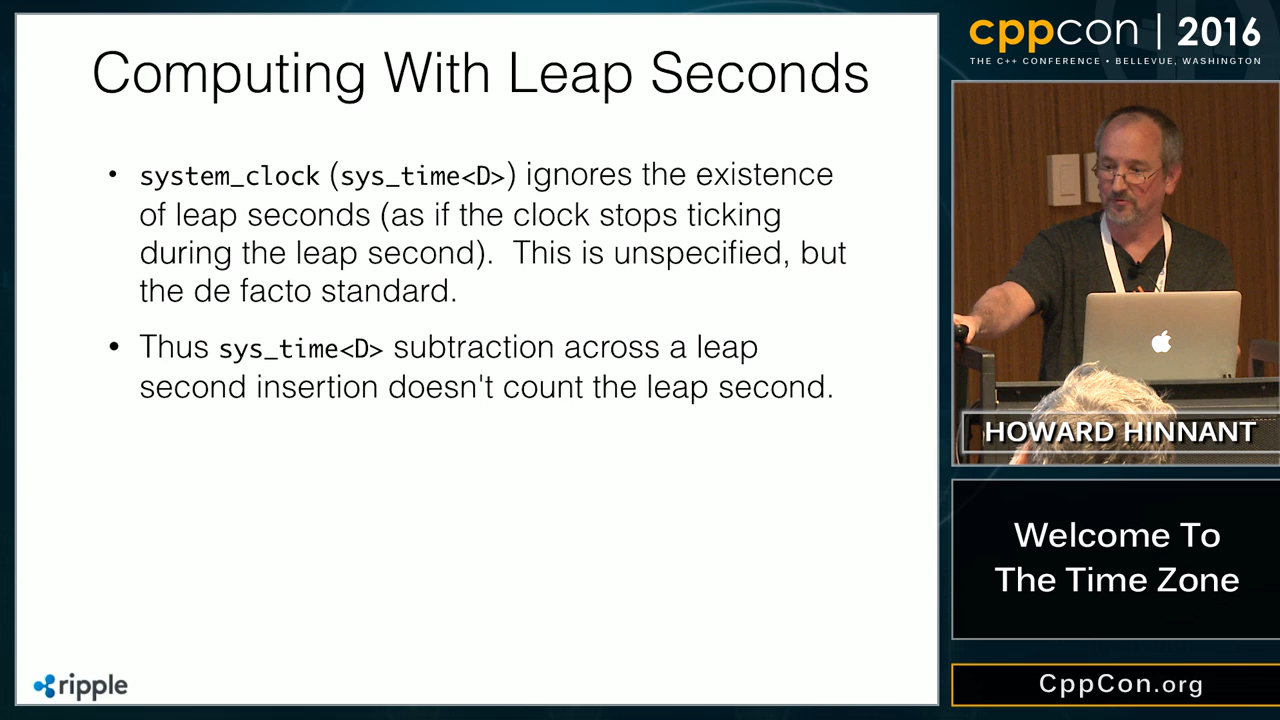 Computing With Leap Seconds
• system_clock (sys_time<D>) ignores the existence
of leap seconds (as if the clock stops ticking
during the leap second).  This is unspecified, but
the de facto standard.
• Thus sys_time<D> subtraction across a leap
second insertion doesn't count the leap second.
ripple
cppcon | 2016
THE C++ CONFERENCE • BELLEVUE, WASHINGTON
HOWARD HINNANT
Welcome To
The Time Zone
CppCon.org